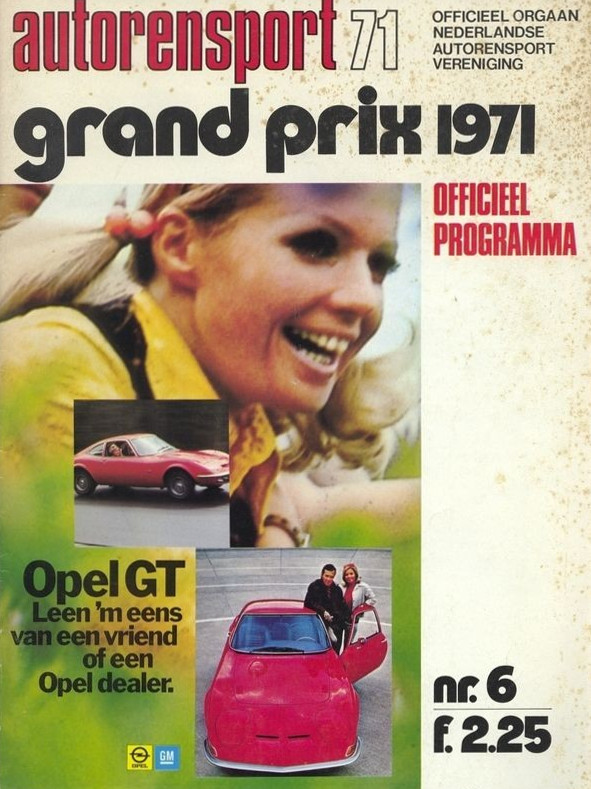 autorensport 71
OFFICIEEL ORGAAN
NEDERLANDSE
AUTORENSPORT
VERENIGING
grand prix 1971
OFFICIEEL
PROGRAMMA
Opel GT
Leen 'm eens
van een vriend
of een
Opel dealer.
OPEL
GM
nr. 6
f. 2.25